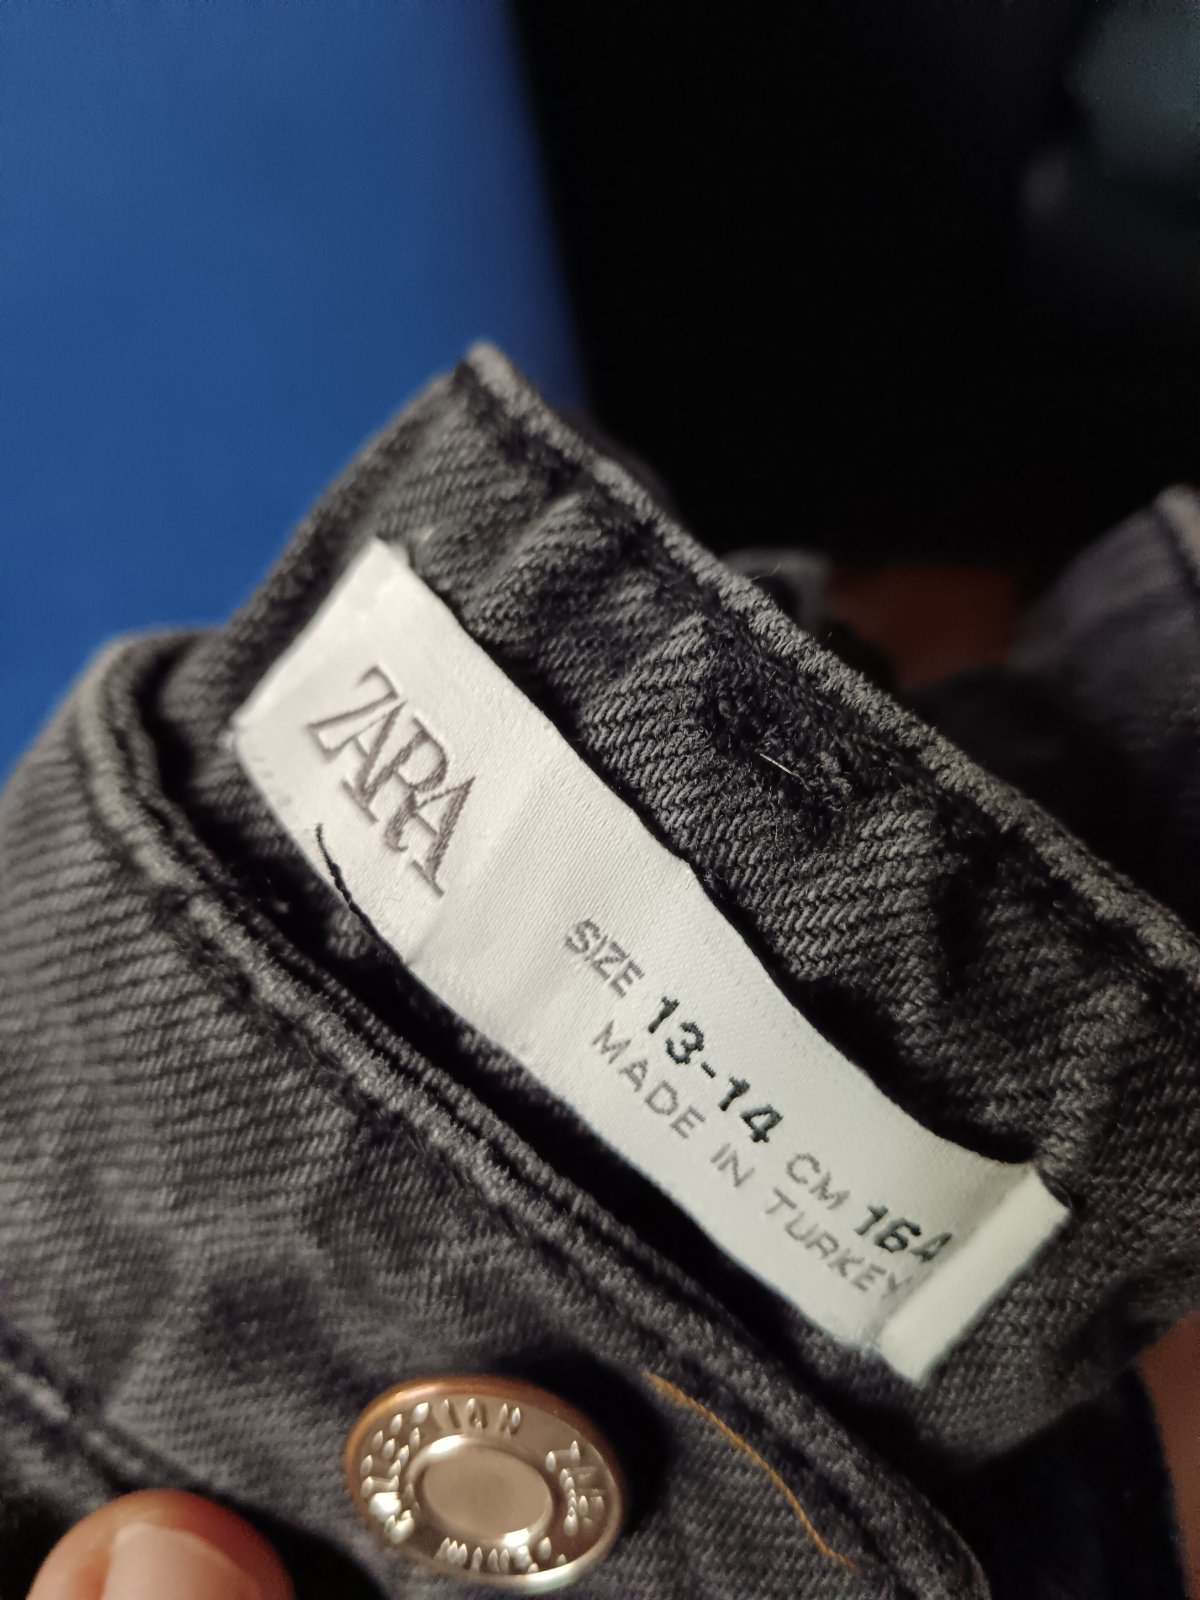 ZARA
SIZE 13-14 CM 164
MADE IN TURKEY